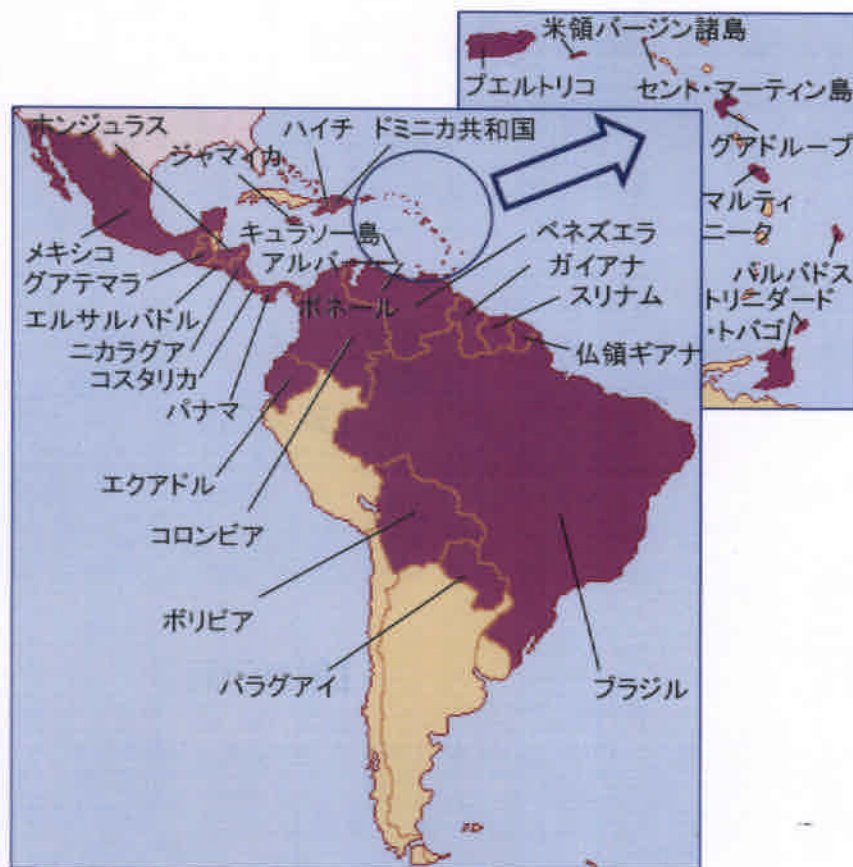 米領バージン諸島
プエルトリコ
セント・マーティン島
グアドループ
マルティ
ニーク
バルバドス
トリニダード
・トバゴ
ホンジュラス
ハイチ
ドミニカ共和国
ジャマイカ
キュラソー島
アルバ
ボネール
ベネズエラ
ガイアナ
スリナム
仏領ギアナ
メキシコ
グアテマラ
エルサルバドル
ニカラグア
コスタリカ
パナマ
エクアドル
コロンビア
ボリビア
パラグアイ
ブラジル